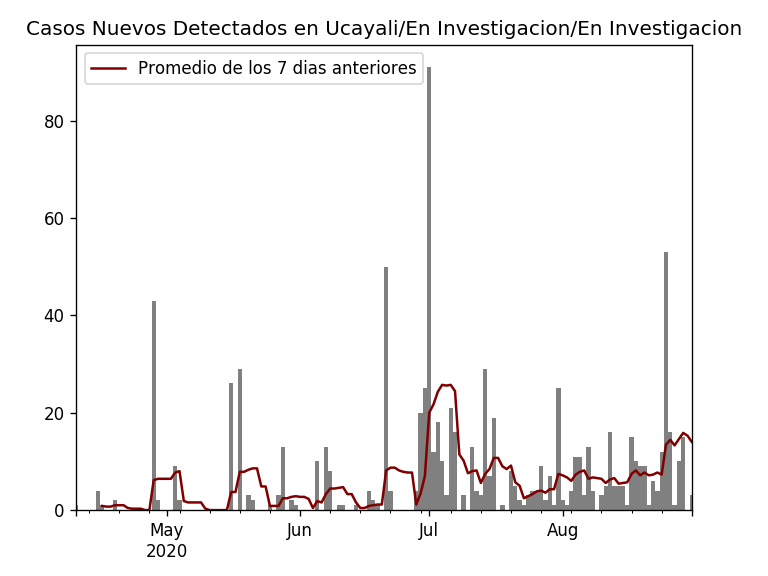 Casos Nuevos Detectados en Ucayali/En Investigacion/En Investigacion
Promedio de los 7 dias anteriores
80
60
40
20
0
May
2020
Jun
Jul
Aug